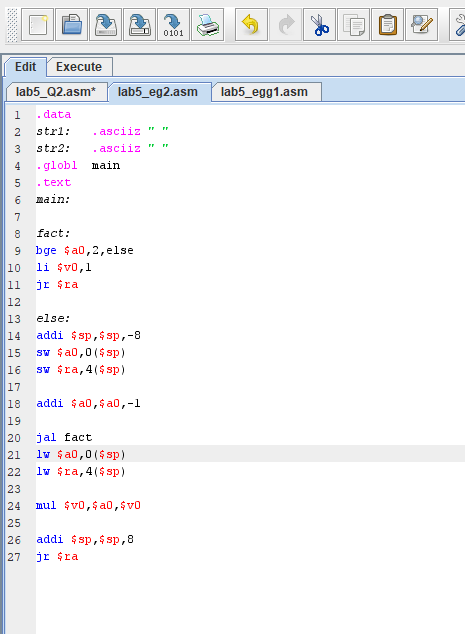 0101
Edit Execute
lab5_Q2.asm* lab5_eg2.asm lab5_egg1.asm
1 .data
2 str1: .asciiz " "
3 str2: .asciiz " "
4 .globl main
5 .text
6 main:
7
8 fact:
9 bge $a0,2,else
10 li $v0,1
11 jr $ra
12
13 else:
14 addi $sp,$sp,-8
15 sw $a0,0($sp)
16 sw $ra,4($sp)
17
18 addi $a0,$a0,-1
19
20 jal fact
21 lw $a0,0($sp)
22 lw $ra,4($sp)
23
24 mul $v0,$a0,$v0
25
26 addi $sp,$sp,8
27 jr $ra